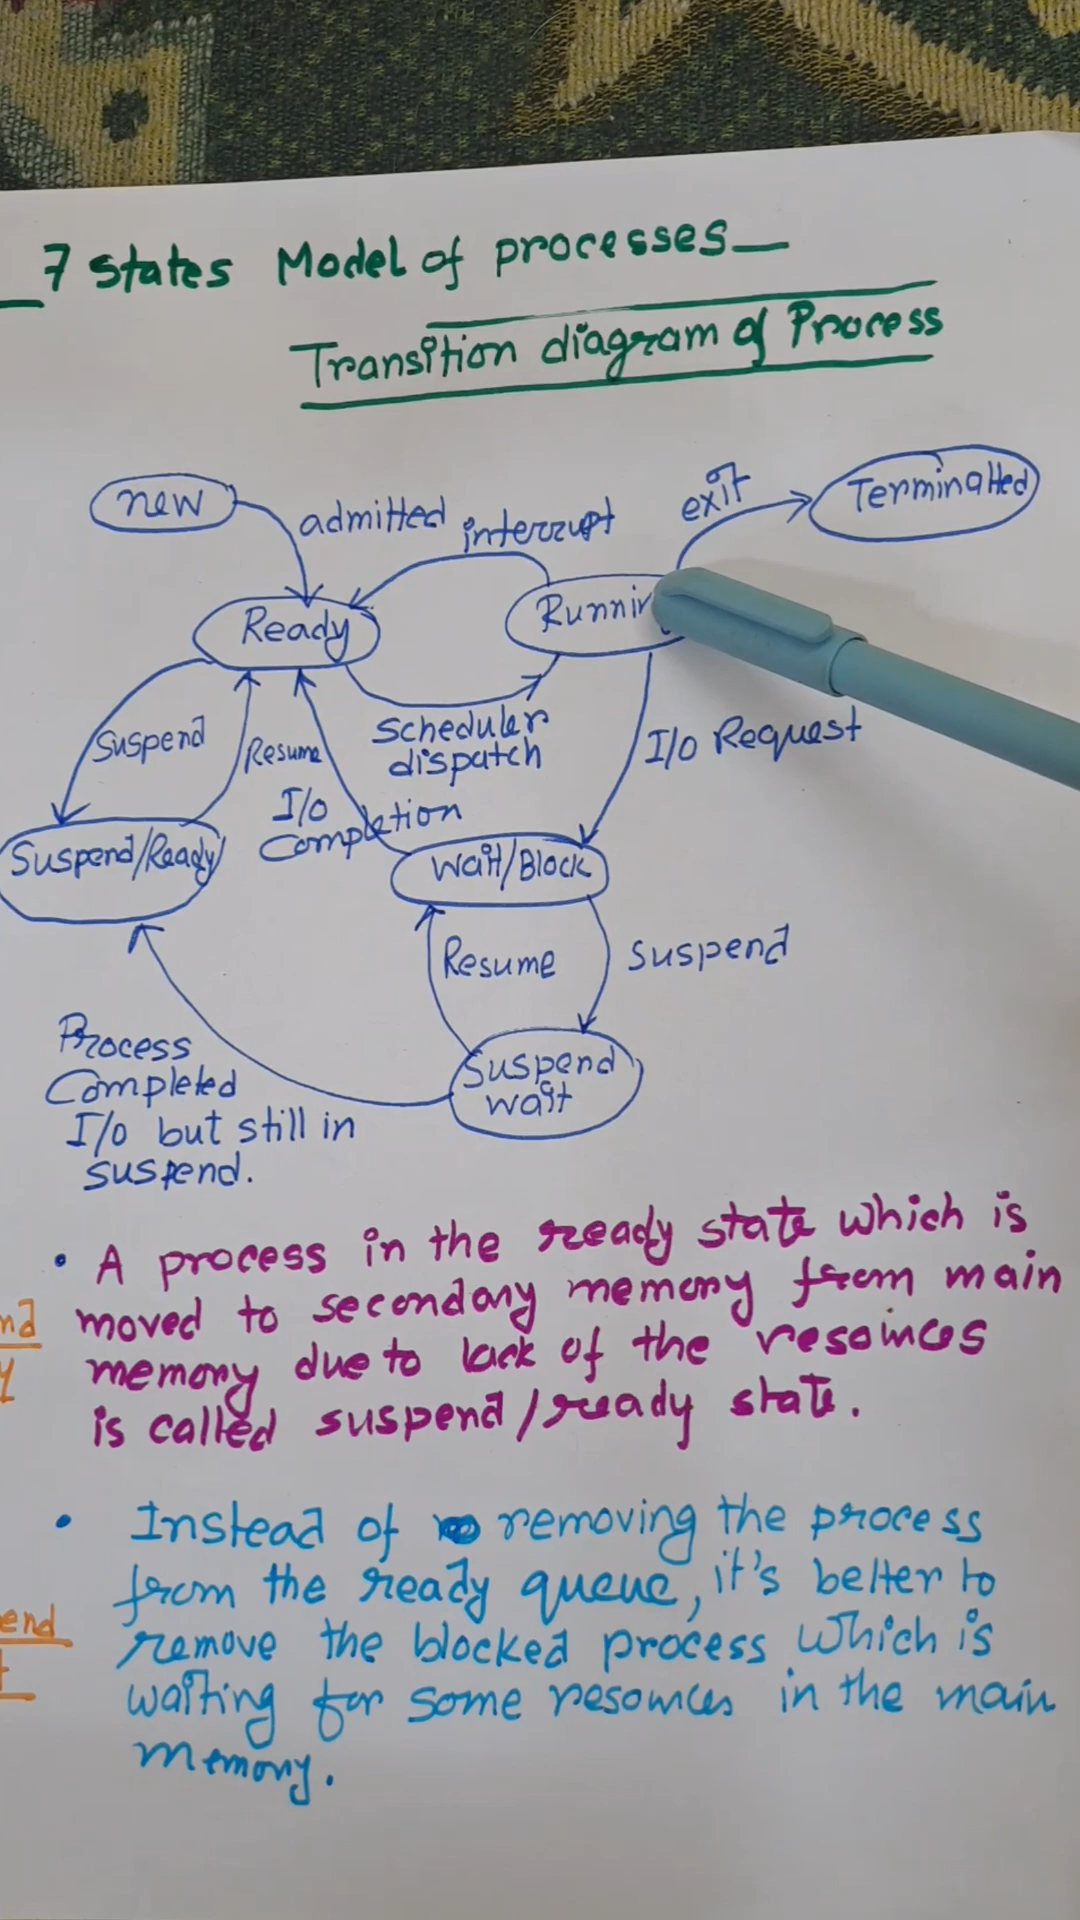 7 states Model of processes
Transition diagram of Process
new
admitted
interrupt
exit
Terminatted
Ready
Runnin
Suspend
Resume
Scheduler
dispatch
I/o Request
I/o
Completion
Suspend/Ready
Wait/Block
Resume
Suspend
Process
Completed
I/o but still in
suspend.
Suspend
wait
• A process in the ready state which is
moved to secondary memory from main
memory due to lack of the resources
is called suspend/ready state.
• Instead of removing the process
from the ready queue, it's better to
remove the blocked process which is
waiting for some resources in the main
memory.